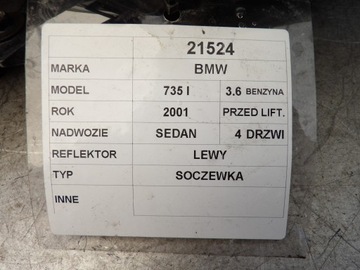 21524
MARKA BMW
MODEL 735 I 3.6 BENZYNA
ROK 2001 PRZED LIFT.
NADWOZIE SEDAN 4 DRZWI
REFLEKTOR LEWY
TYP SOCZEWKA
INNE